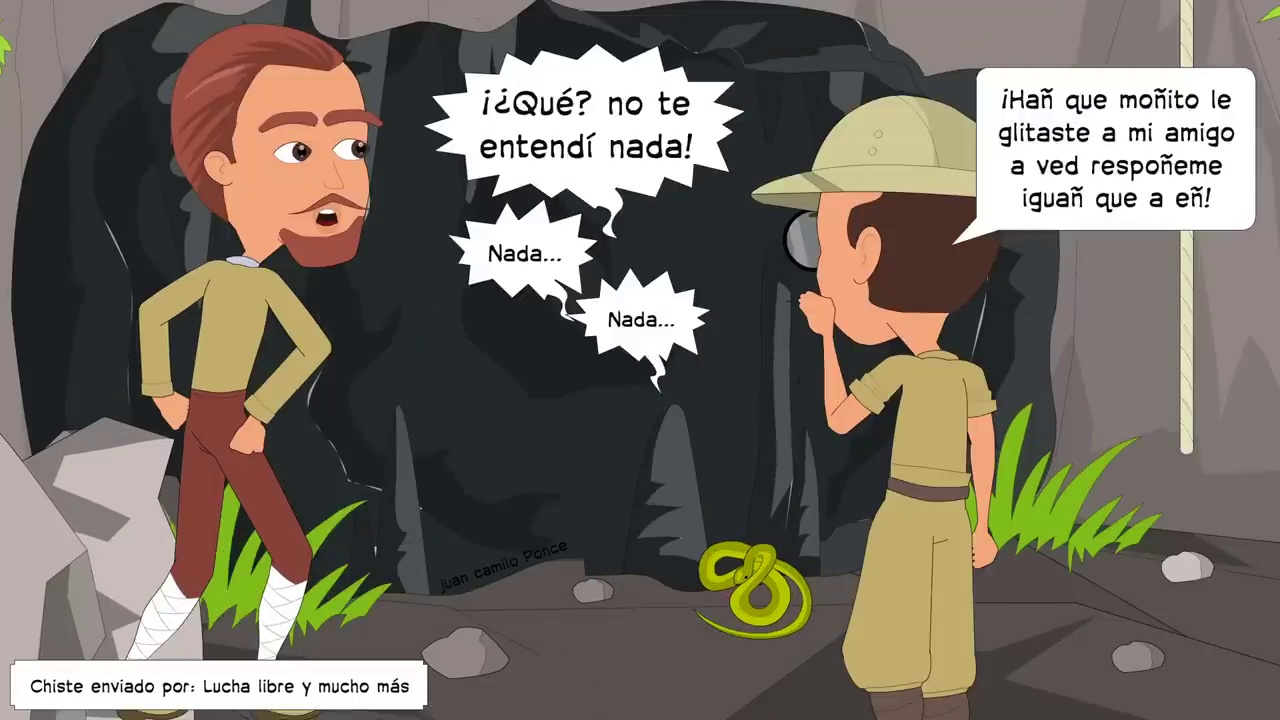 ¡¿Qué? no te
entendí nada!
Nada...
Nada...
¡Hañ que moñito le
glitaste a mi amigo
a ved respoñeme
iguañ que a eñ!
juan camilo Ponce
Chiste enviado por: Lucha libre y mucho más